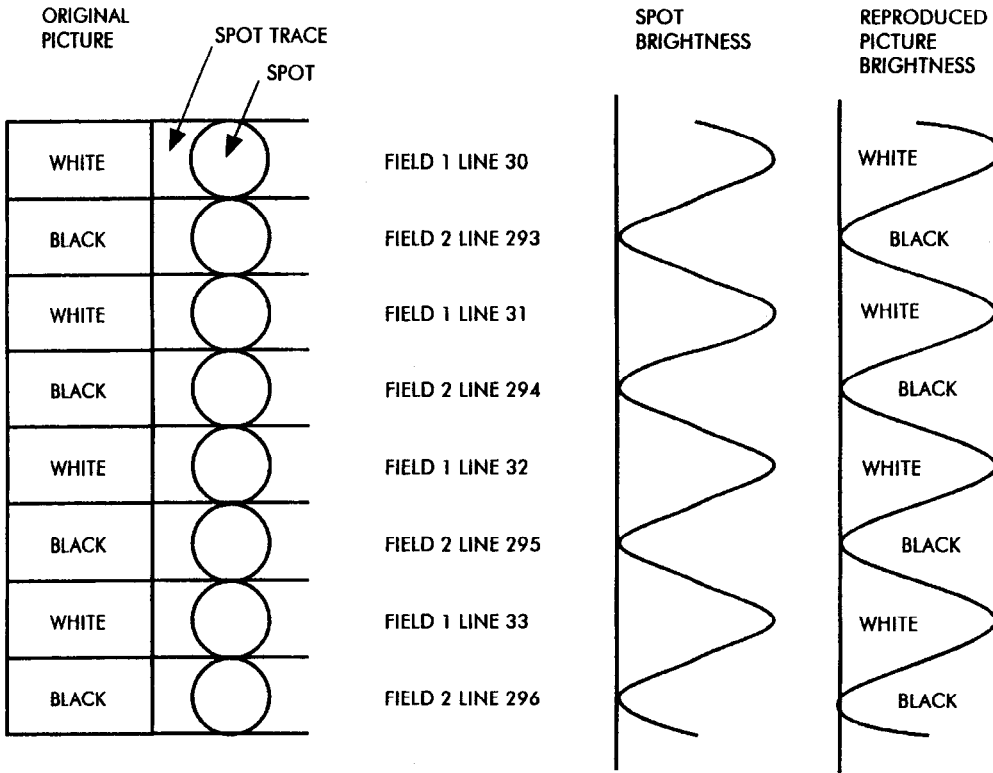 ORIGINAL
PICTURE
SPOT TRACE
SPOT
SPOT
BRIGHTNESS
REPRODUCED
PICTURE
BRIGHTNESS
WHITE
FIELD 1 LINE 30
WHITE
BLACK
FIELD 2 LINE 293
BLACK
WHITE
FIELD 1 LINE 31
WHITE
BLACK
FIELD 2 LINE 294
BLACK
WHITE
FIELD 1 LINE 32
WHITE
BLACK
FIELD 2 LINE 295
BLACK
WHITE
FIELD 1 LINE 33
WHITE
BLACK
FIELD 2 LINE 296
BLACK